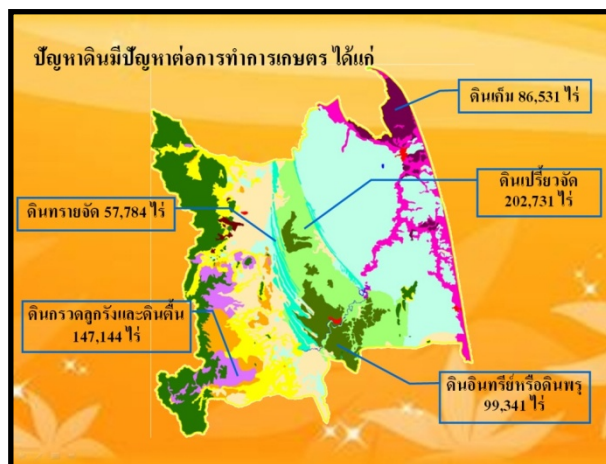 ปัญหาดินมีปัญหาต่อการทำการเกษตร ได้แก่
ดินเค็ม 86,531 ไร่
ดินเปรี้ยวจัด
202,731 ไร่
ดินทรายจัด 57,784 ไร่
ดินกรวดลูกรังและดินตื้น
147,144 ไร่
ดินอินทรีย์หรือดินพรุ
99,341 ไร่